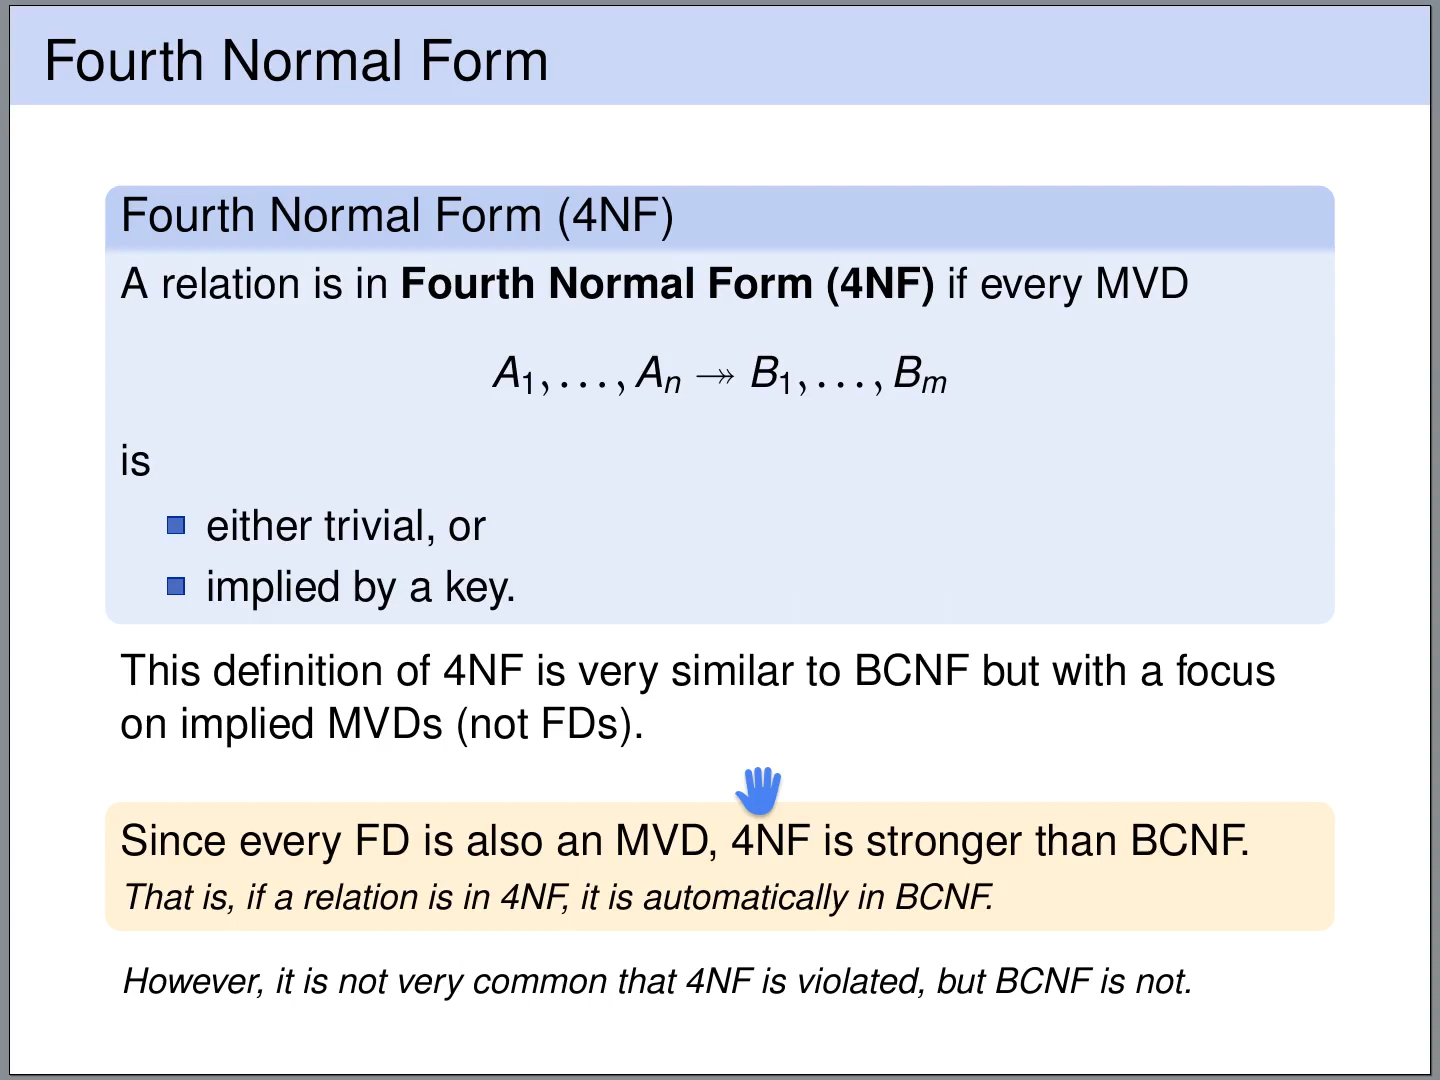 Fourth Normal Form
Fourth Normal Form (4NF)
A relation is in Fourth Normal Form (4NF) if every MVD
A₁, . . . , Aₙ ↠ B₁, . . . , Bₘ
is
either trivial, or
implied by a key.
This definition of 4NF is very similar to BCNF but with a focus
on implied MVDs (not FDs).
Since every FD is also an MVD, 4NF is stronger than BCNF.
That is, if a relation is in 4NF, it is automatically in BCNF.
However, it is not very common that 4NF is violated, but BCNF is not.